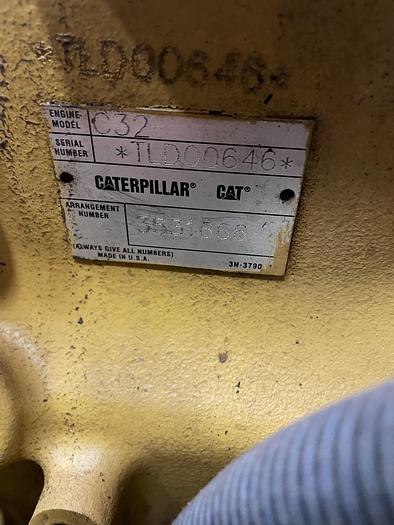 *TLD00646*
ENGINE MODEL C32
SERIAL NUMBER *TLD00646*
CATERPILLAR® CAT®
ARRANGEMENT NUMBER
(ALWAYS GIVE ALL NUMBERS)
MADE IN U.S.A. 3N-3790